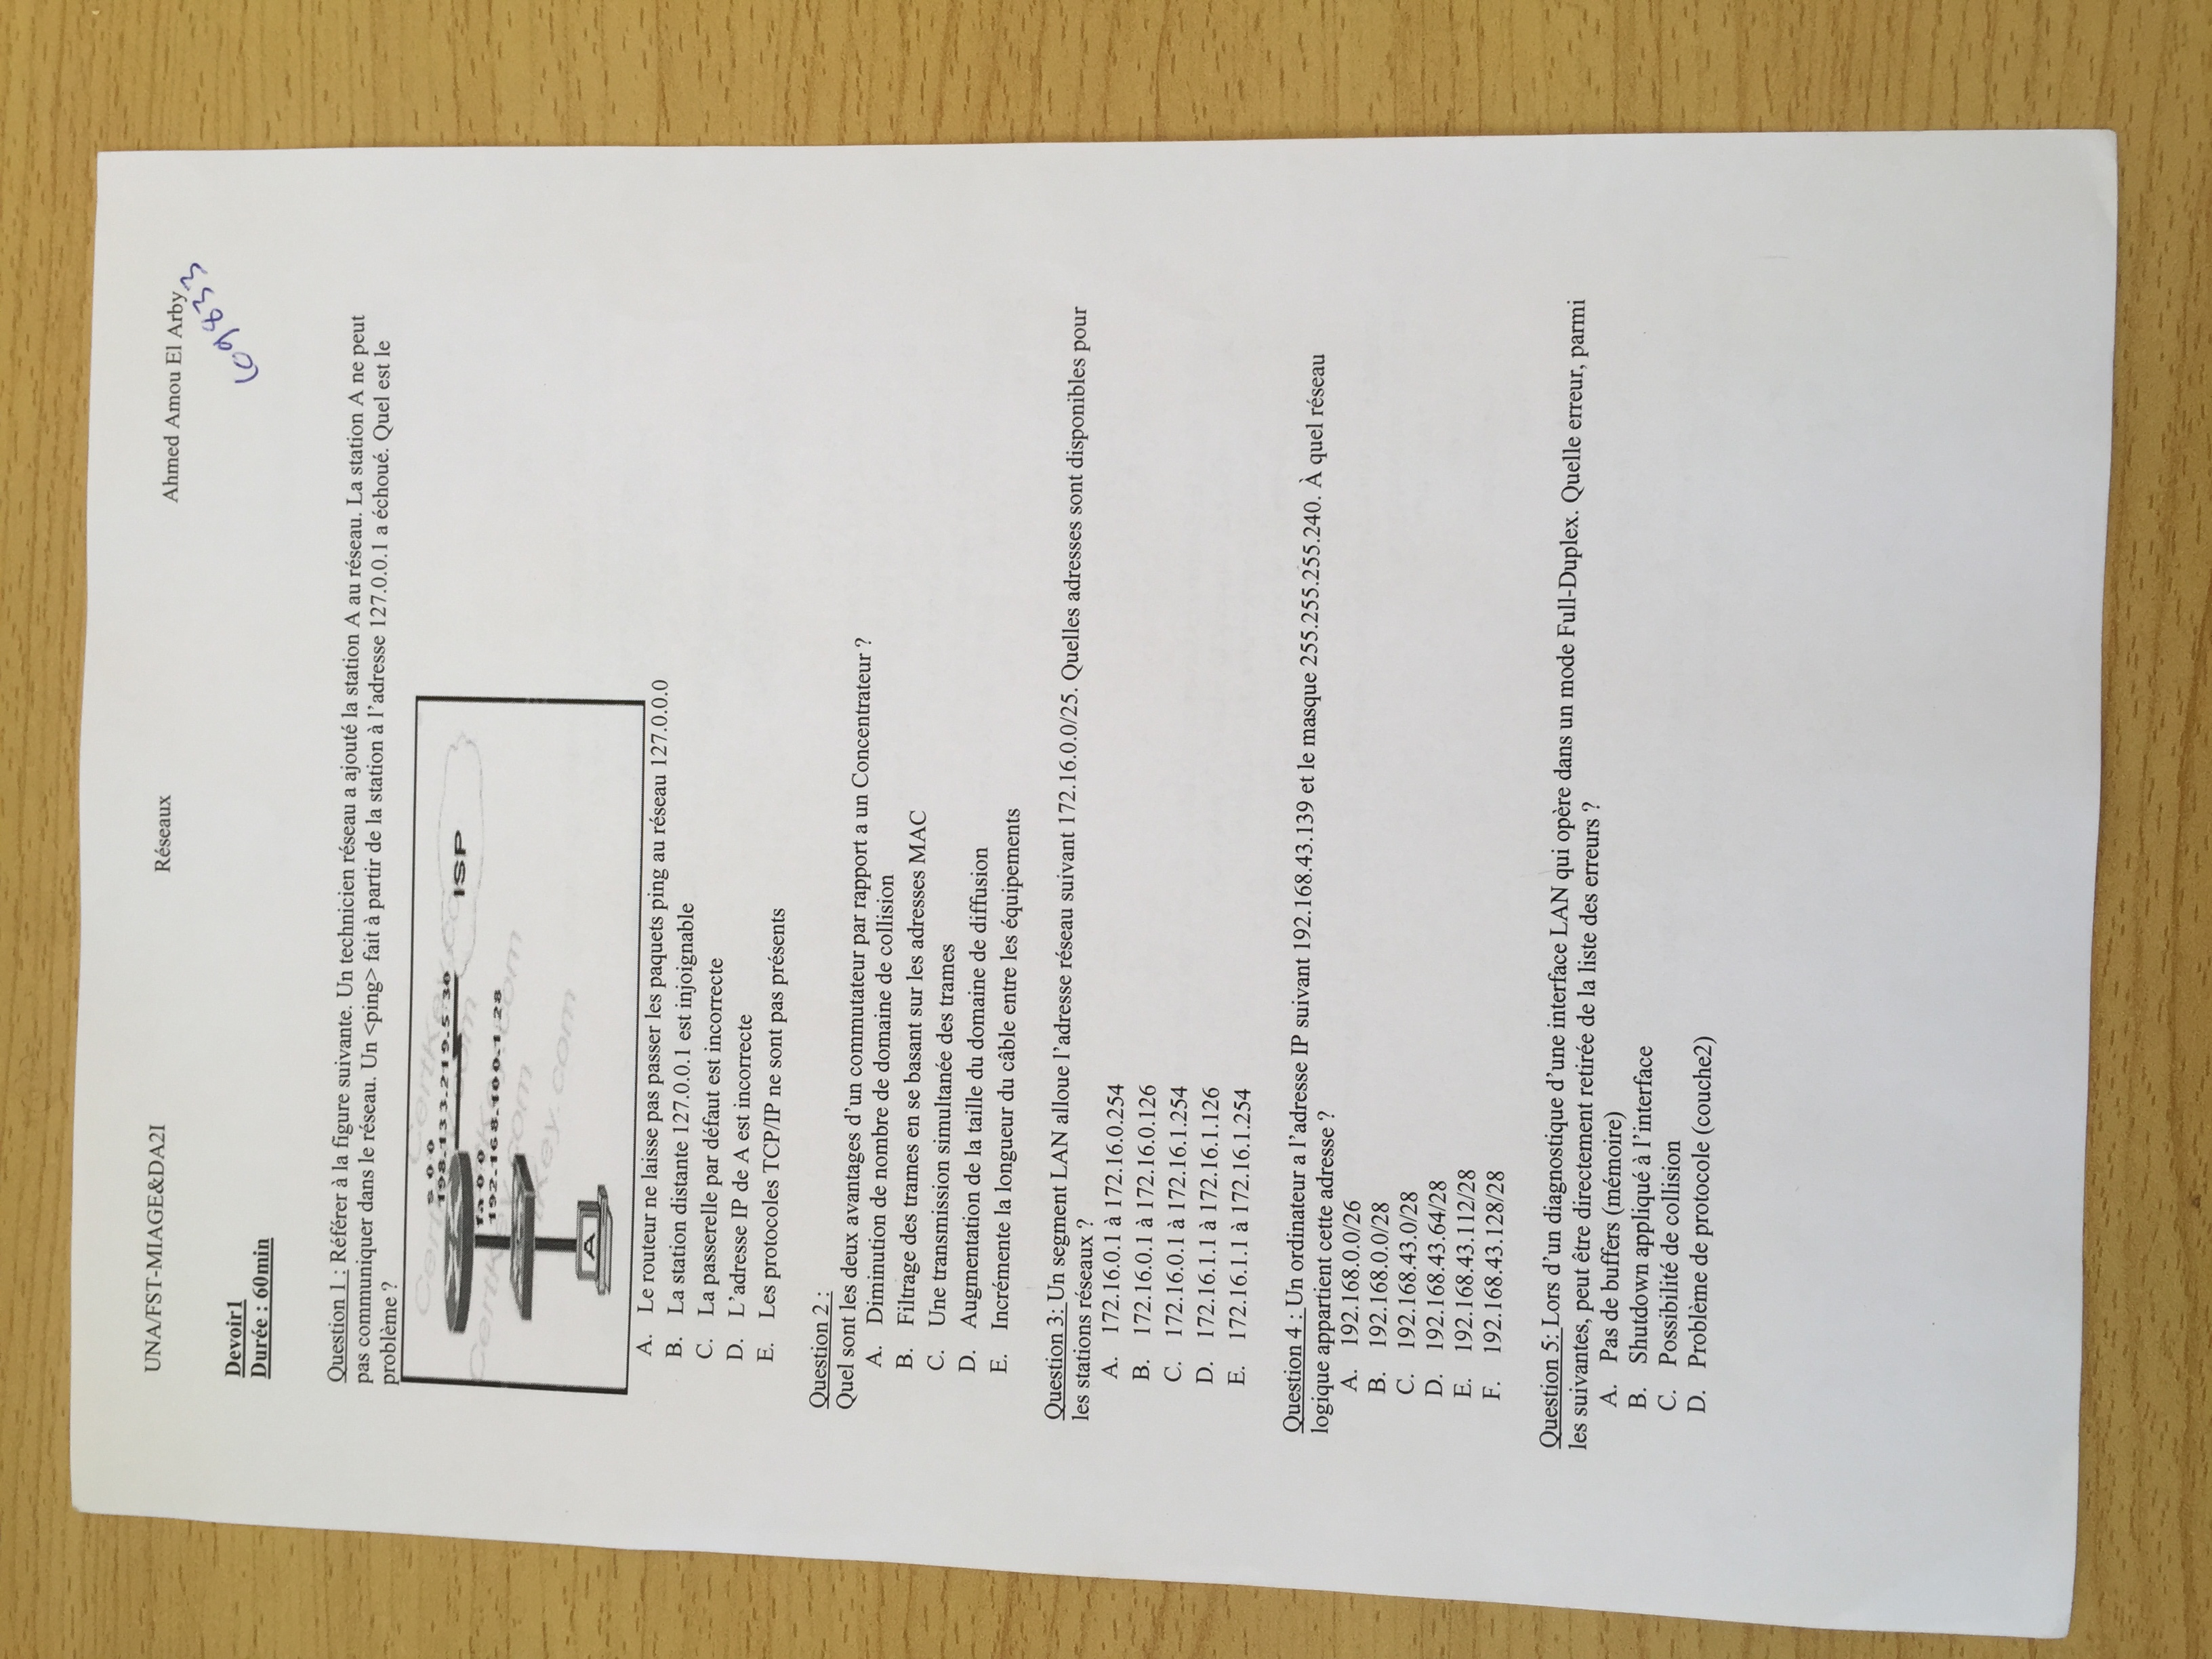 UNA/FST-MIAGE&DA2I Réseaux Ahmed Amou El Arby
609833
Devoir1
Durée : 60min
Question 1 : Référer à la figure suivante. Un technicien réseau a ajouté la station A au réseau. La station A ne peut
pas communiquer dans le réseau. Un <ping> fait à partir de la station à l'adresse 127.0.0.1 a échoué. Quel est le
problème ?
s 0 0
198.133.219.5 30
ISP
fa 0 0
192.168.100.1 28
A
A. Le routeur ne laisse pas passer les paquets ping au réseau 127.0.0.0
B. La station distante 127.0.0.1 est injoignable
C. La passerelle par défaut est incorrecte
D. L'adresse IP de A est incorrecte
E. Les protocoles TCP/IP ne sont pas présents
Question 2 :
Quel sont les deux avantages d'un commutateur par rapport a un Concentrateur ?
A. Diminution de nombre de domaine de collision
B. Filtrage des trames en se basant sur les adresses MAC
C. Une transmission simultanée des trames
D. Augmentation de la taille du domaine de diffusion
E. Incrémente la longueur du câble entre les équipements
Question 3: Un segment LAN alloue l'adresse réseau suivant 172.16.0.0/25. Quelles adresses sont disponibles pour
les stations réseaux ?
A. 172.16.0.1 à 172.16.0.254
B. 172.16.0.1 à 172.16.0.126
C. 172.16.0.1 à 172.16.1.254
D. 172.16.1.1 à 172.16.1.126
E. 172.16.1.1 à 172.16.1.254
Question 4 : Un ordinateur a l'adresse IP suivant 192.168.43.139 et le masque 255.255.255.240. À quel réseau
logique appartient cette adresse ?
A. 192.168.0.0/26
B. 192.168.0.0/28
C. 192.168.43.0/28
D. 192.168.43.64/28
E. 192.168.43.112/28
F. 192.168.43.128/28
Question 5: Lors d'un diagnostique d'une interface LAN qui opère dans un mode Full-Duplex. Quelle erreur, parmi
les suivantes, peut être directement retirée de la liste des erreurs ?
A. Pas de buffers (mémoire)
B. Shutdown appliqué à l'interface
C. Possibilité de collision
D. Problème de protocole (couche2)